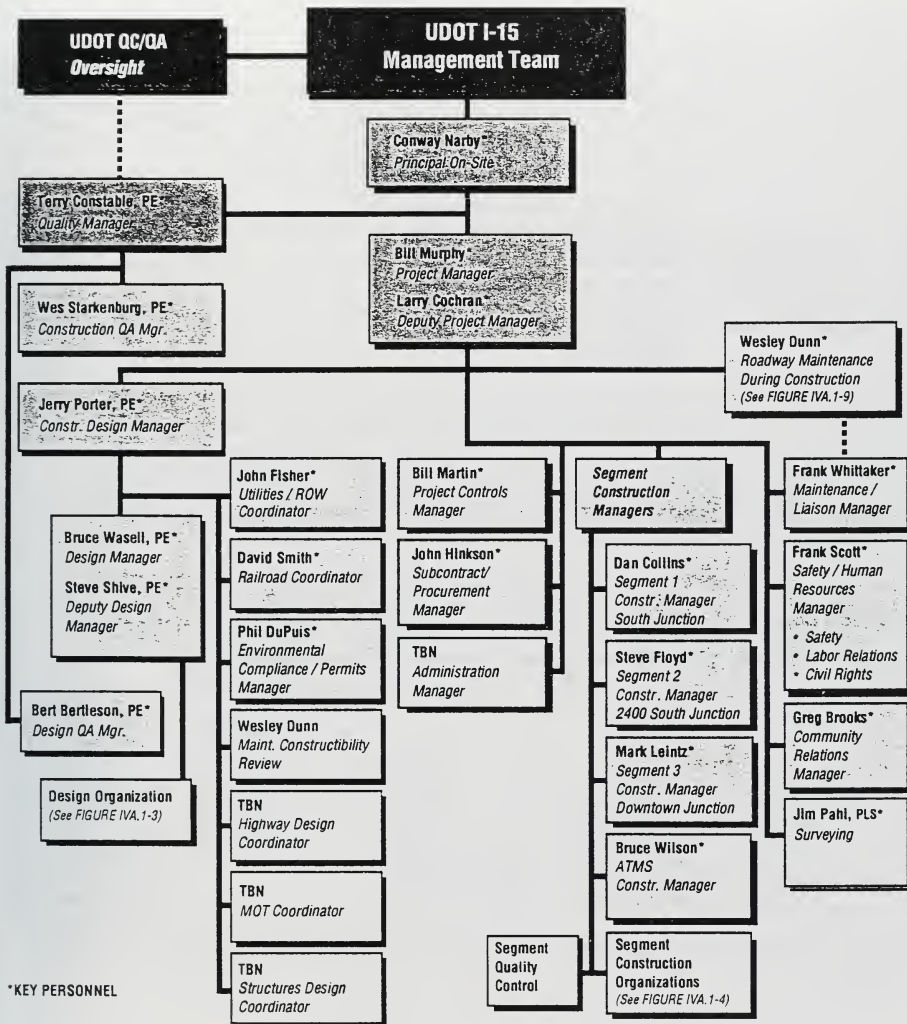 UDOT QC/QA
Oversight
UDOT I-15
Management Team
Conway Narby*
Principal On-Site
Terry Constable, PE*
Quality Manager
Bill Murphy*
Project Manager
Larry Cochran*
Deputy Project Manager
Wes Starkenburg, PE*
Construction QA Mgr.
Wesley Dunn*
Roadway Maintenance
During Construction
(See FIGURE IVA.1-9)
Jerry Porter, PE*
Constr. Design Manager
Bruce Wasell, PE*
Design Manager
Steve Shive, PE*
Deputy Design
Manager
Bert Bertleson, PE*
Design QA Mgr.
Design Organization
(See FIGURE IVA.1-3)
John Fisher*
Utilities / ROW
Coordinator
David Smith*
Railroad Coordinator
Phil DuPuis*
Environmental
Compliance / Permits
Manager
Wesley Dunn
Maint. Constructibility
Review
TBN
Highway Design
Coordinator
TBN
MOT Coordinator
TBN
Structures Design
Coordinator
Bill Martin*
Project Controls
Manager
John Hinkson*
Subcontract/
Procurement
Manager
TBN
Administration
Manager
Segment
Construction
Managers
Dan Collins*
Segment 1
Constr. Manager
South Junction
Steve Floyd*
Segment 2
Constr. Manager
2400 South Junction
Mark Leintz*
Segment 3
Constr. Manager
Downtown Junction
Bruce Wilson*
ATMS
Constr. Manager
Segment
Quality
Control
Segment
Construction
Organizations
(See FIGURE IVA.1-4)
Frank Whittaker*
Maintenance /
Liaison Manager
Frank Scott*
Safety / Human
Resources
Manager
• Safety
• Labor Relations
• Civil Rights
Greg Brooks*
Community
Relations
Manager
Jim Pahl, PLS*
Surveying
*KEY PERSONNEL